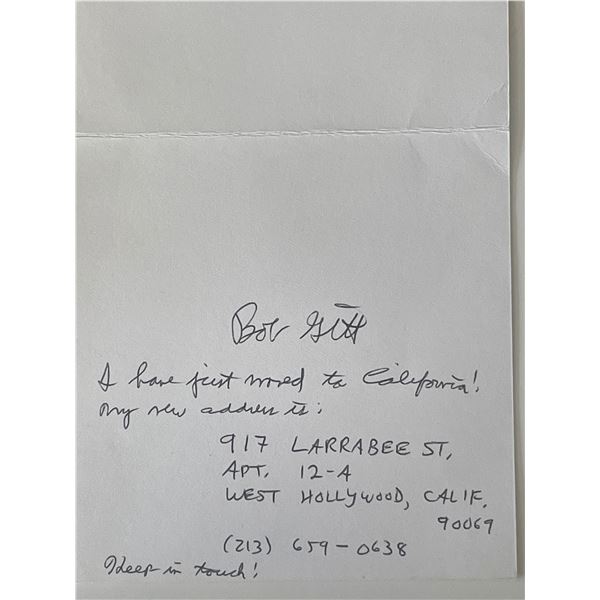 Bob Gitt
I have just moved to California!
my new address is:
917 LARRABEE ST,
APT. 12-A
WEST HOLLYWOOD, CALIF.
90069
(213) 659-0638
Keep in touch!